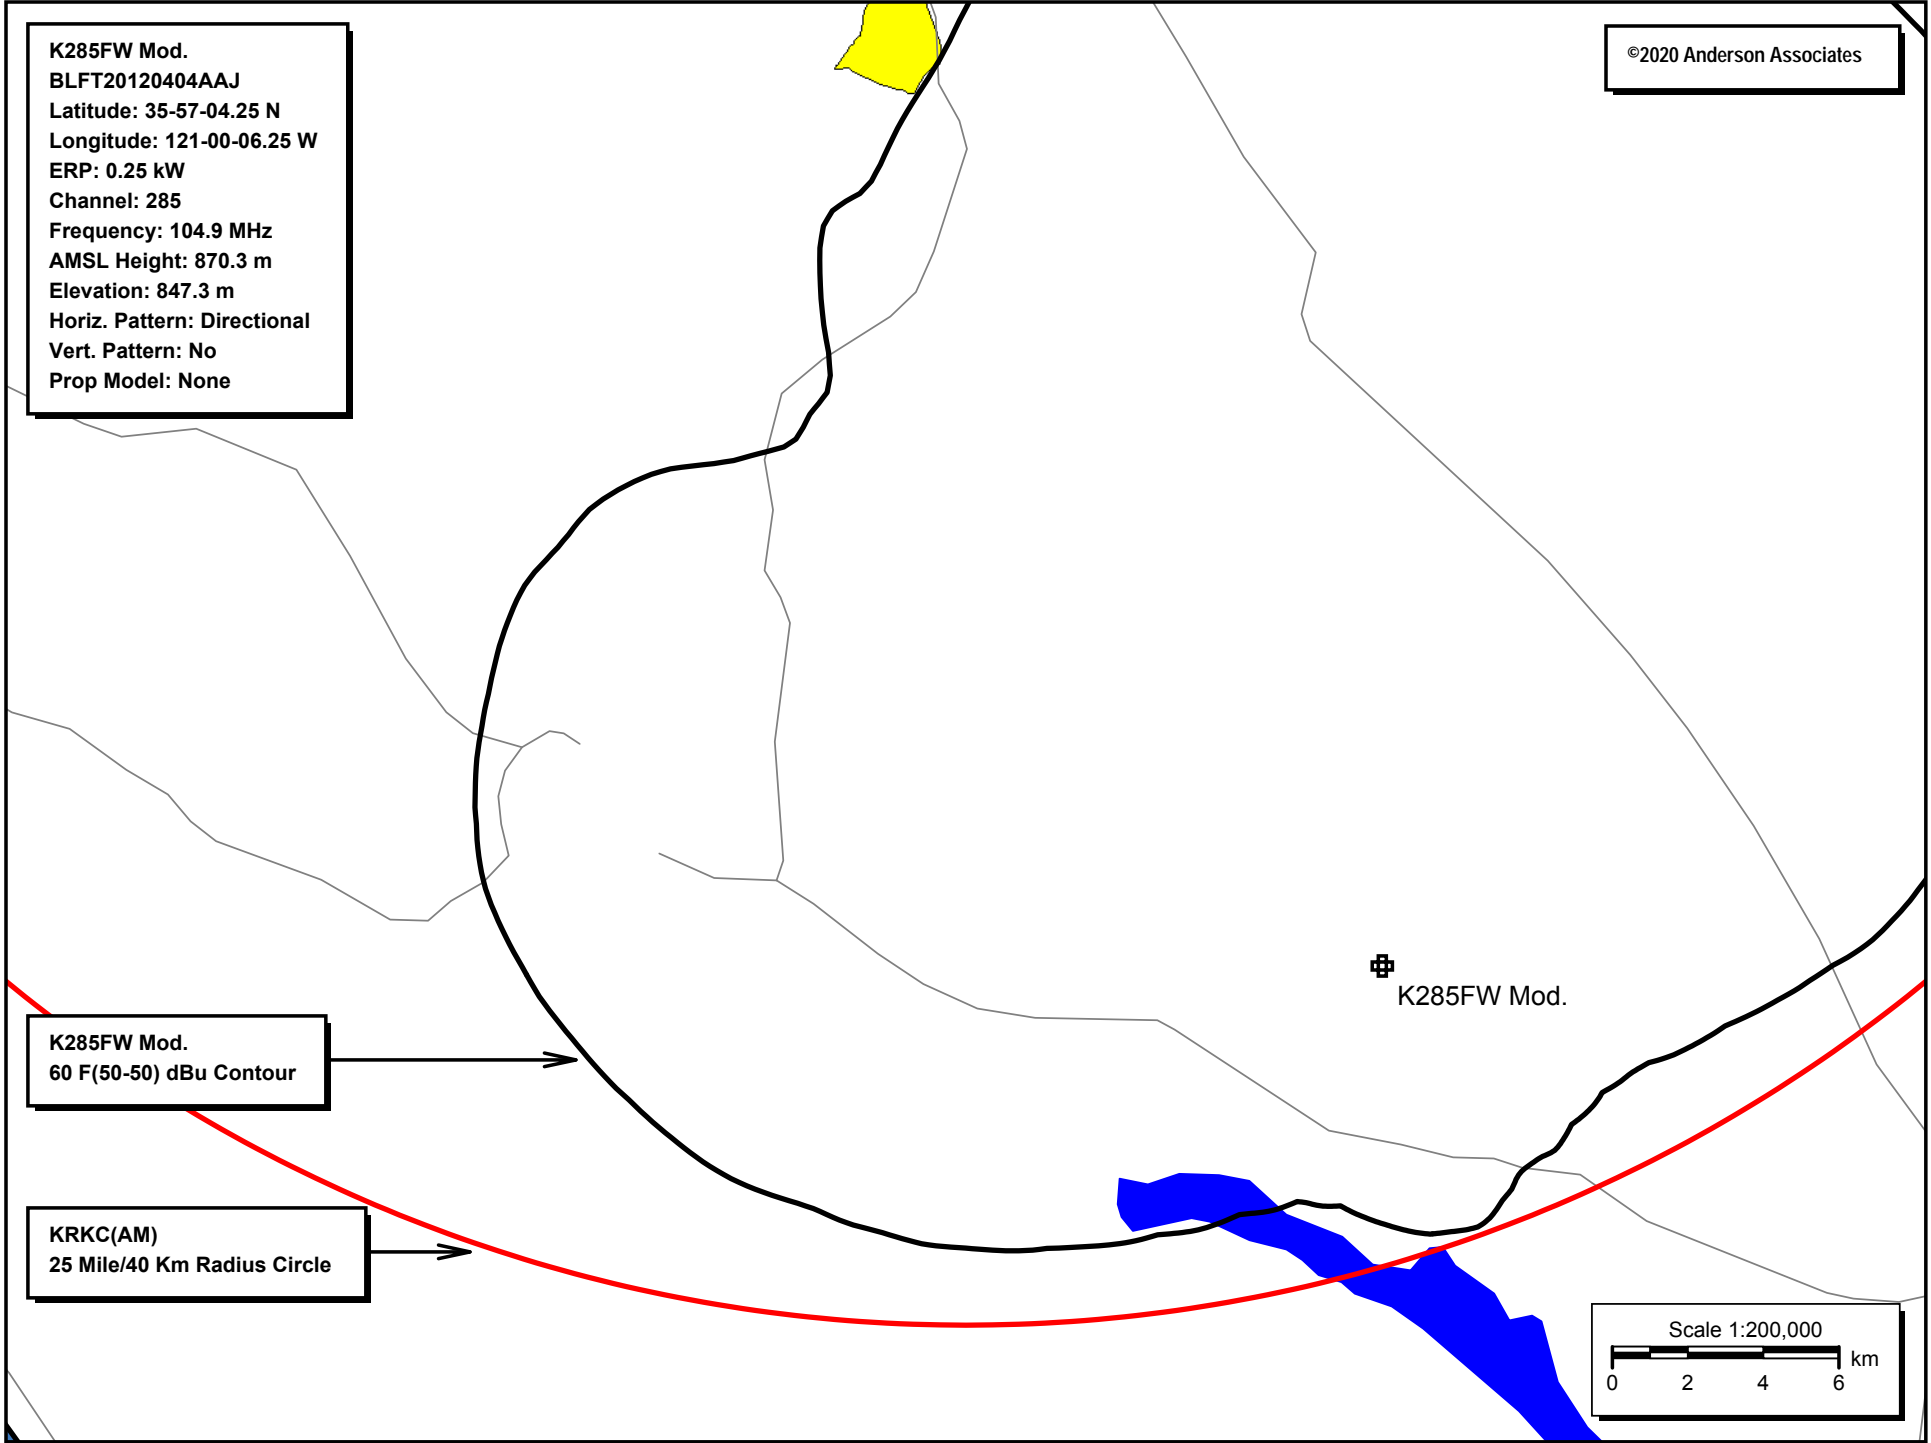 K285FW Mod.
BLFT20120404AAJ
Latitude: 35-57-04.25 N
Longitude: 121-00-06.25 W
ERP: 0.25 kW
Channel: 285
Frequency: 104.9 MHz
AMSL Height: 870.3 m
Elevation: 847.3 m
Horiz. Pattern: Directional
Vert. Pattern: No
Prop Model: None
©2020 Anderson Associates
K285FW Mod.
K285FW Mod.
60 F(50-50) dBu Contour
KRKC(AM)
25 Mile/40 Km Radius Circle
Scale 1:200,000
km
0 2 4 6